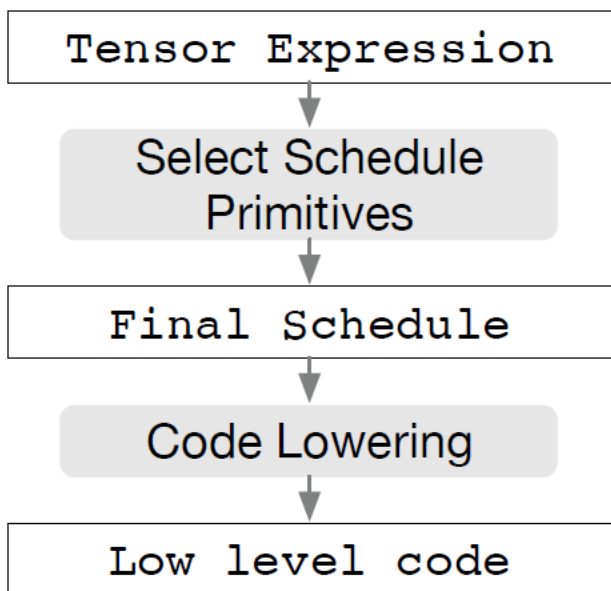 Tensor Expression
Select Schedule
Primitives
Final Schedule
Code Lowering
Low level code